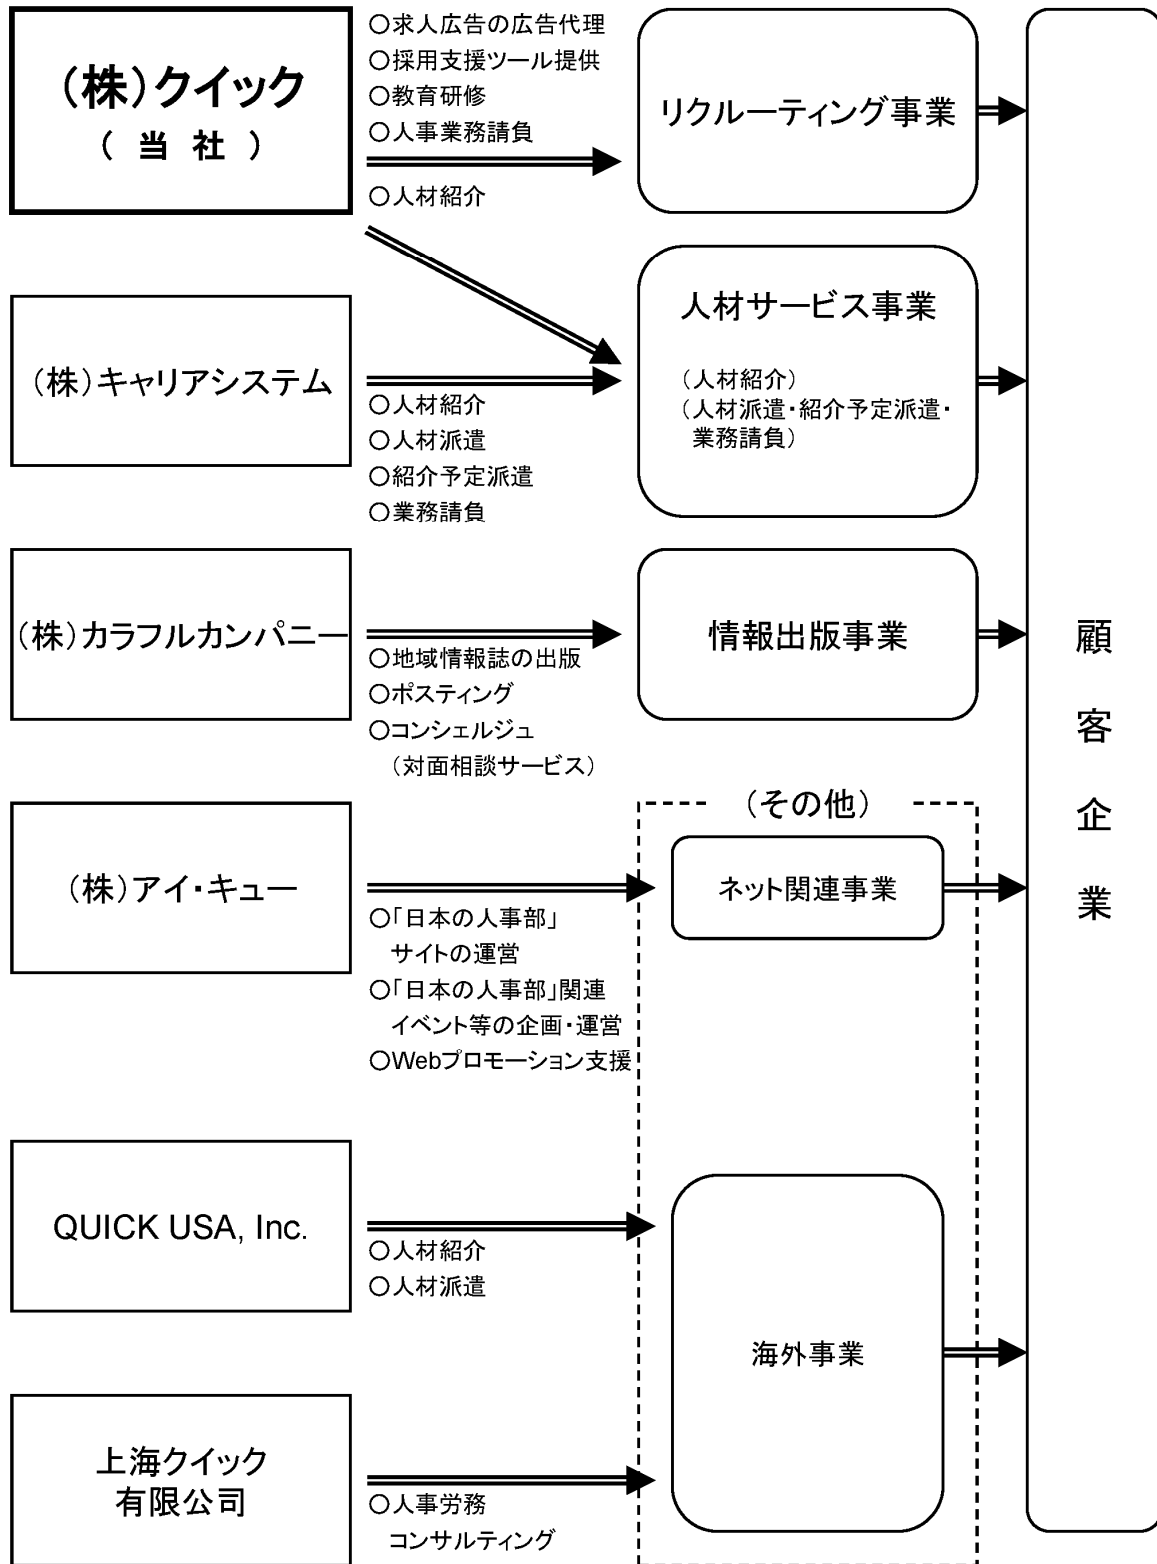 (株)クイック
( 当 社 )
○求人広告の広告代理
○採用支援ツール提供
○教育研修
○人事業務請負
○人材紹介
リクルーティング事業
(株)キャリアシステム
○人材紹介
○人材派遣
○紹介予定派遣
○業務請負
人材サービス事業
(人材紹介)
(人材派遣・紹介予定派遣・
業務請負)
(株)カラフルカンパニー
○地域情報誌の出版
○ポスティング
○コンシェルジュ
(対面相談サービス)
情報出版事業
(その他)
(株)アイ・キュー
○「日本の人事部」
サイトの運営
○「日本の人事部」関連
イベント等の企画・運営
○Webプロモーション支援
ネット関連事業
QUICK USA, Inc.
○人材紹介
○人材派遣
海外事業
上海クイック
有限公司
○人事労務
コンサルティング
顧客企業